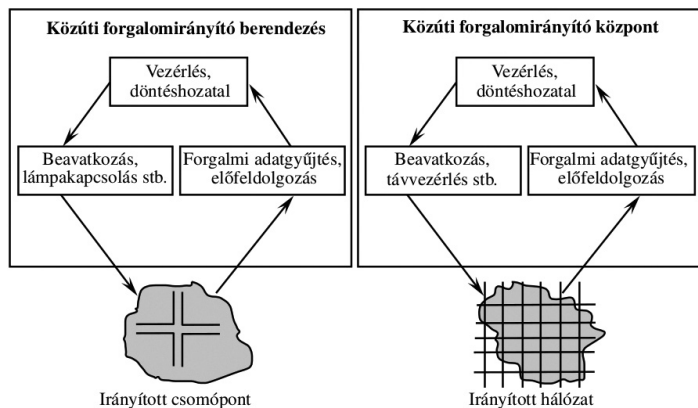 Közúti forgalomirányító berendezés
Vezérlés,
döntéshozatal
Beavatkozás,
lámpakapcsolás stb.
Forgalmi adatgyűjtés,
előfeldolgozás
Irányított csomópont
Közúti forgalomirányító központ
Vezérlés,
döntéshozatal
Beavatkozás,
távvezérlés stb.
Forgalmi adatgyűjtés,
előfeldolgozás
Irányított hálózat